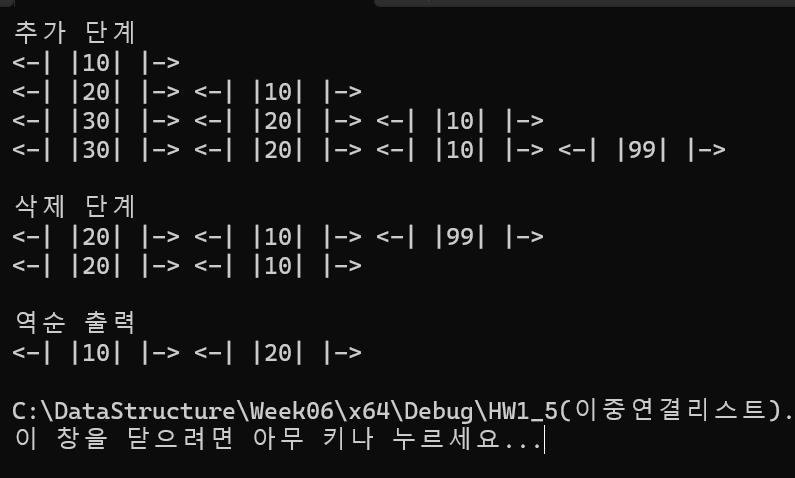 추가 단계
<-| |10| |->
<-| |20| |-> <-| |10| |->
<-| |30| |-> <-| |20| |-> <-| |10| |->
<-| |30| |-> <-| |20| |-> <-| |10| |-> <-| |99| |->
삭제 단계
<-| |20| |-> <-| |10| |-> <-| |99| |->
<-| |20| |-> <-| |10| |->
역순 출력
<-| |10| |-> <-| |20| |->
C:\DataStructure\Week06\x64\Debug\HW1_5(이중연결리스트).
이 창을 닫으려면 아무 키나 누르세요...